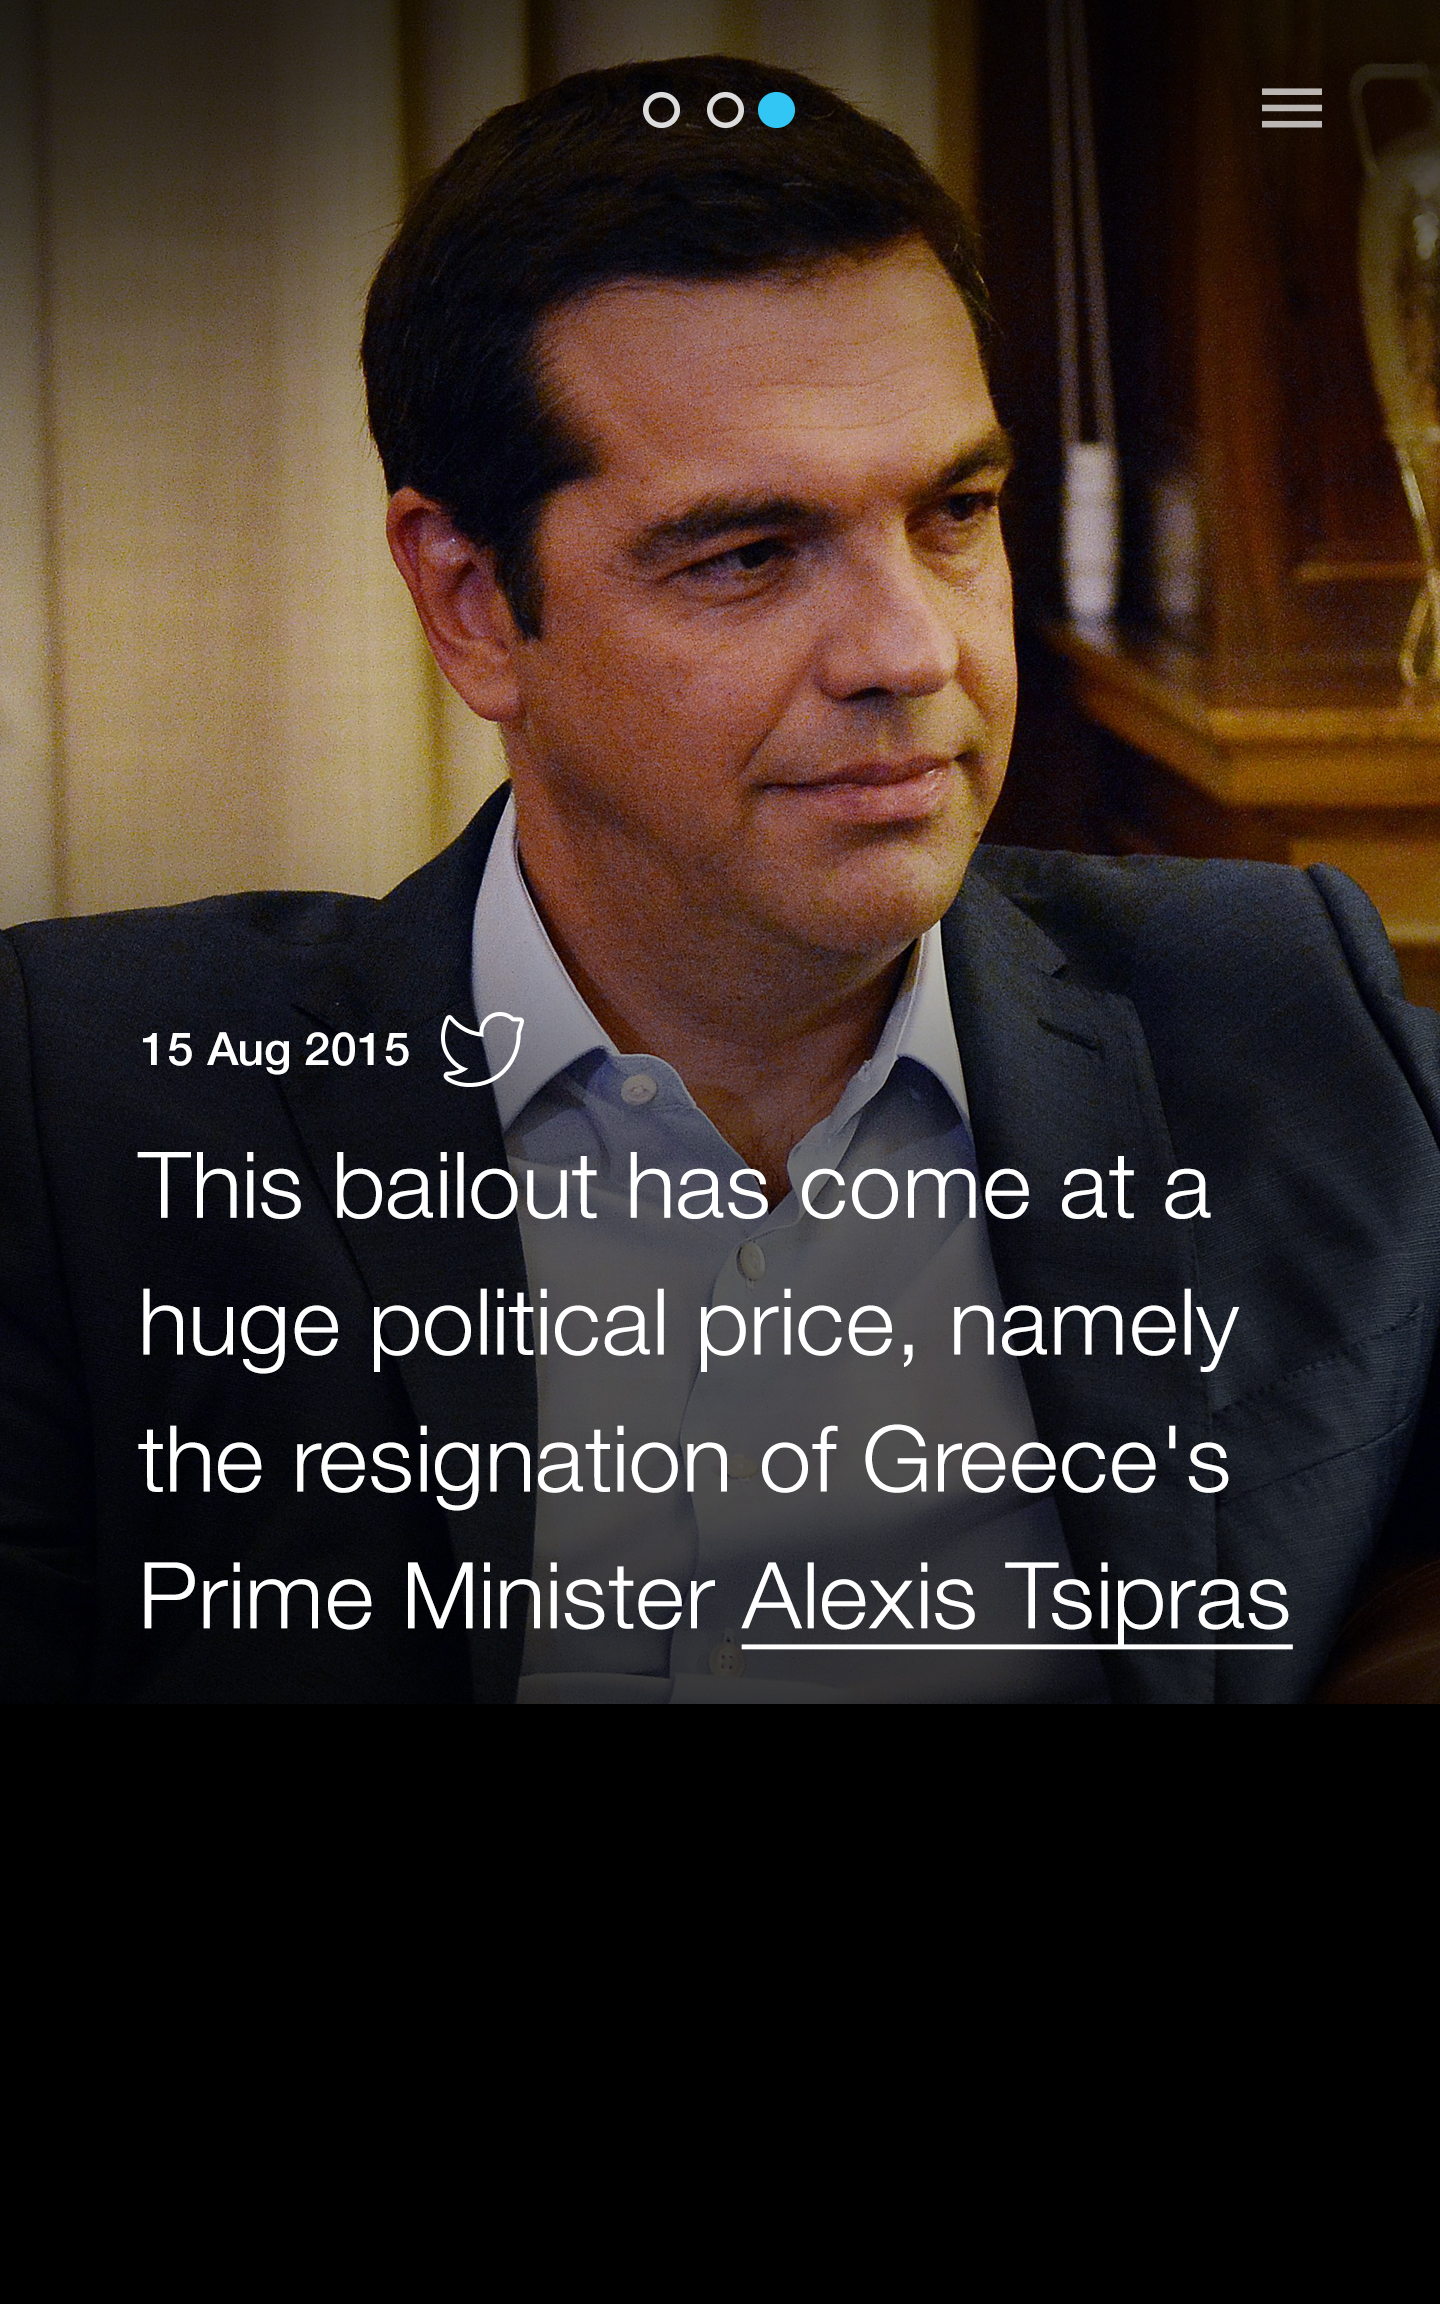 15 Aug 2015
This bailout has come at a
huge political price, namely
the resignation of Greece's
Prime Minister Alexis Tsipras